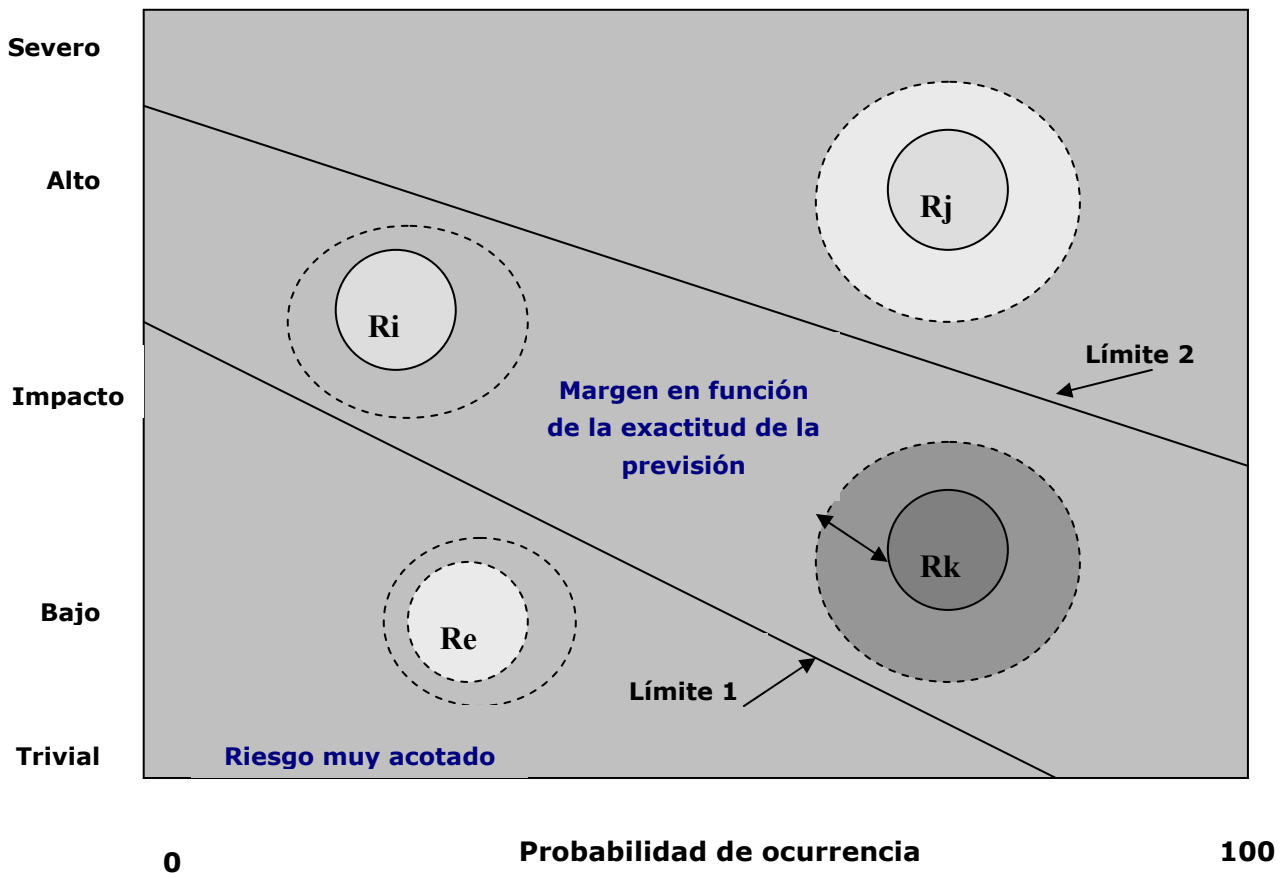 Severo
Alto
Rj
Ri
Límite 2
Impacto
Margen en función
de la exactitud de la
previsión
Rk
Bajo
Re
Límite 1
Trivial
Riesgo muy acotado
0
Probabilidad de ocurrencia
100